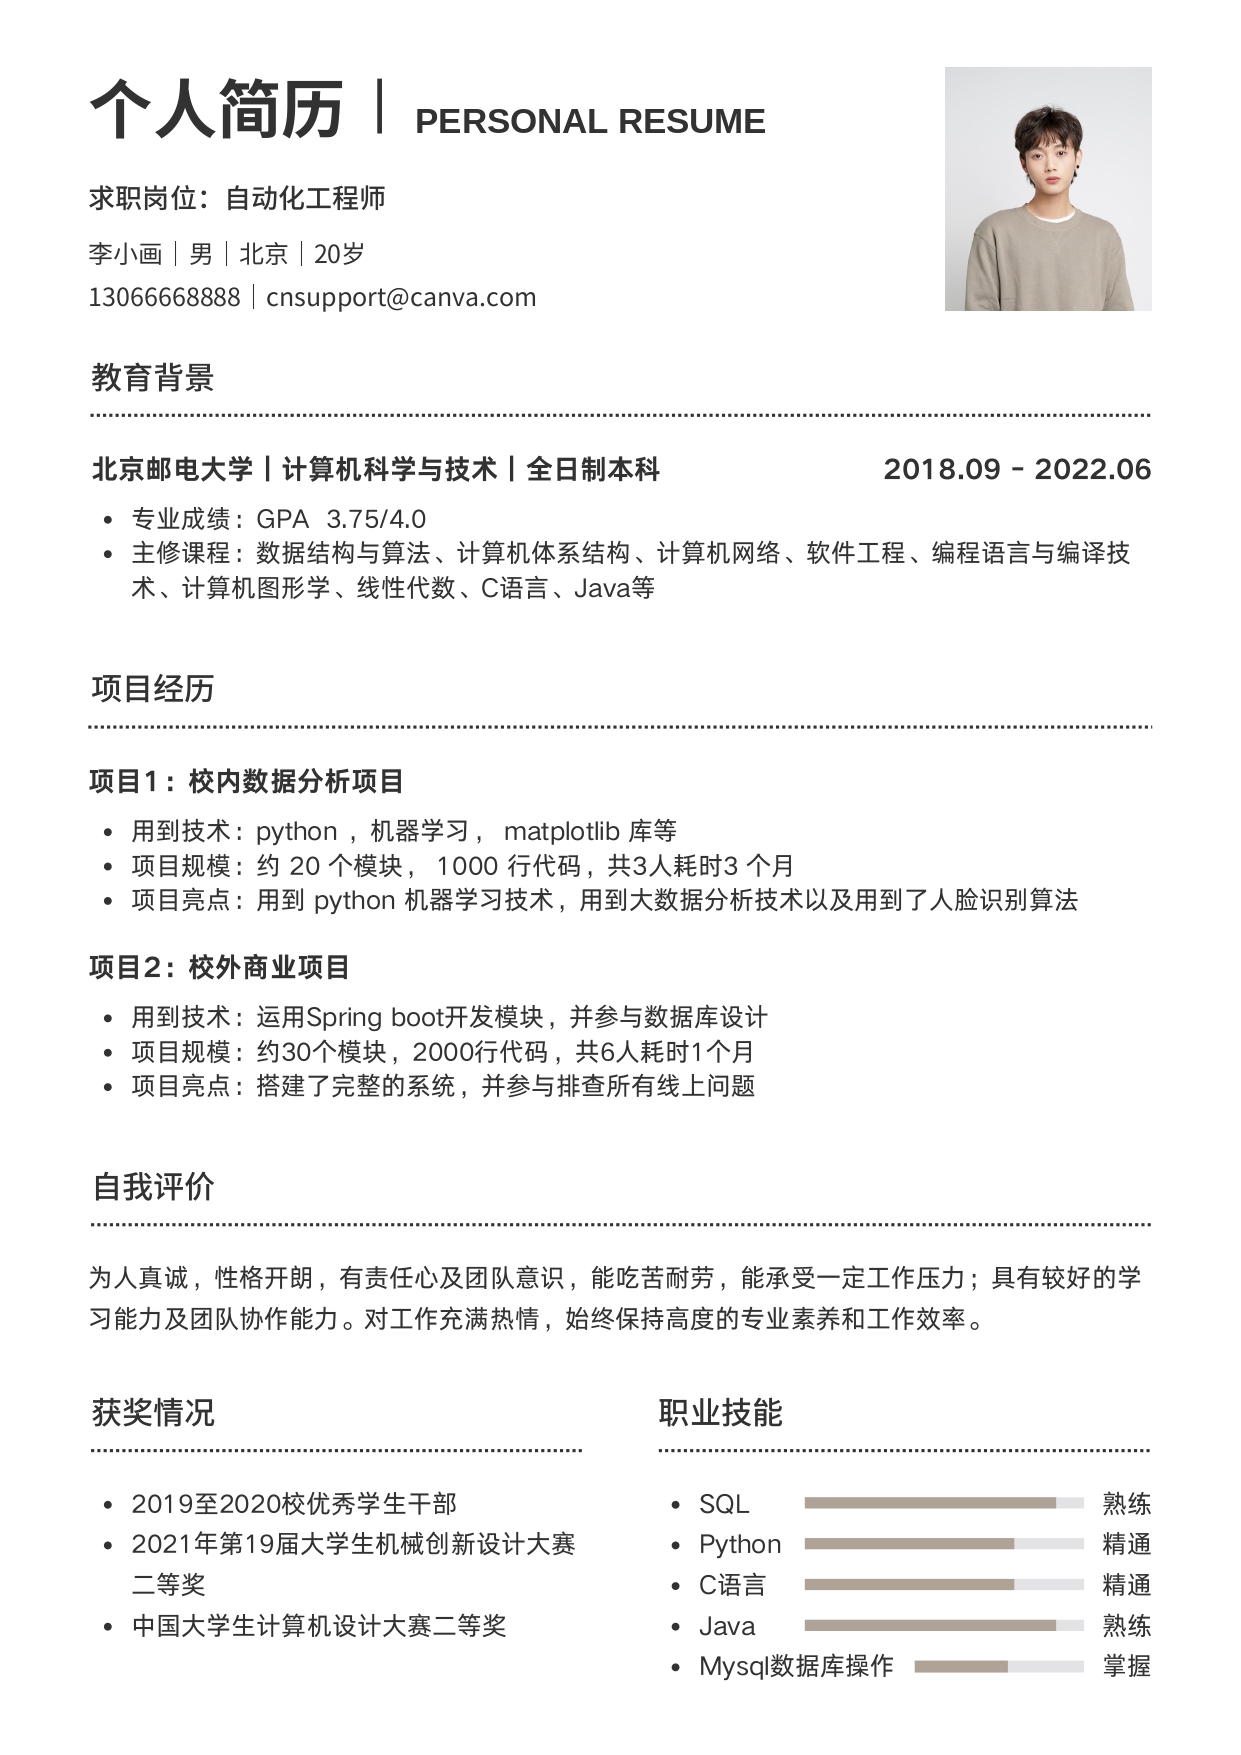 个人简历｜PERSONAL RESUME
求职岗位：自动化工程师
李小画｜男｜北京｜20岁
13066668888｜cnsupport@canva.com
教育背景
北京邮电大学｜计算机科学与技术｜全日制本科 2018.09 - 2022.06
• 专业成绩：GPA 3.75/4.0
• 主修课程：数据结构与算法、计算机体系结构、计算机网络、软件工程、编程语言与编译技
术、计算机图形学、线性代数、C语言、Java等
项目经历
项目1：校内数据分析项目
• 用到技术：python ，机器学习， matplotlib 库等
• 项目规模：约 20 个模块， 1000 行代码，共3人耗时3 个月
• 项目亮点：用到 python 机器学习技术，用到大数据分析技术以及用到了人脸识别算法
项目2：校外商业项目
• 用到技术：运用Spring boot开发模块，并参与数据库设计
• 项目规模：约30个模块，2000行代码，共6人耗时1个月
• 项目亮点：搭建了完整的系统，并参与排查所有线上问题
自我评价
为人真诚，性格开朗，有责任心及团队意识，能吃苦耐劳，能承受一定工作压力；具有较好的学
习能力及团队协作能力。对工作充满热情，始终保持高度的专业素养和工作效率。
获奖情况
• 2019至2020校优秀学生干部
• 2021年第19届大学生机械创新设计大赛
二等奖
• 中国大学生计算机设计大赛二等奖
职业技能
• SQL 熟练
• Python 精通
• C语言 精通
• Java 熟练
• Mysql数据库操作 掌握